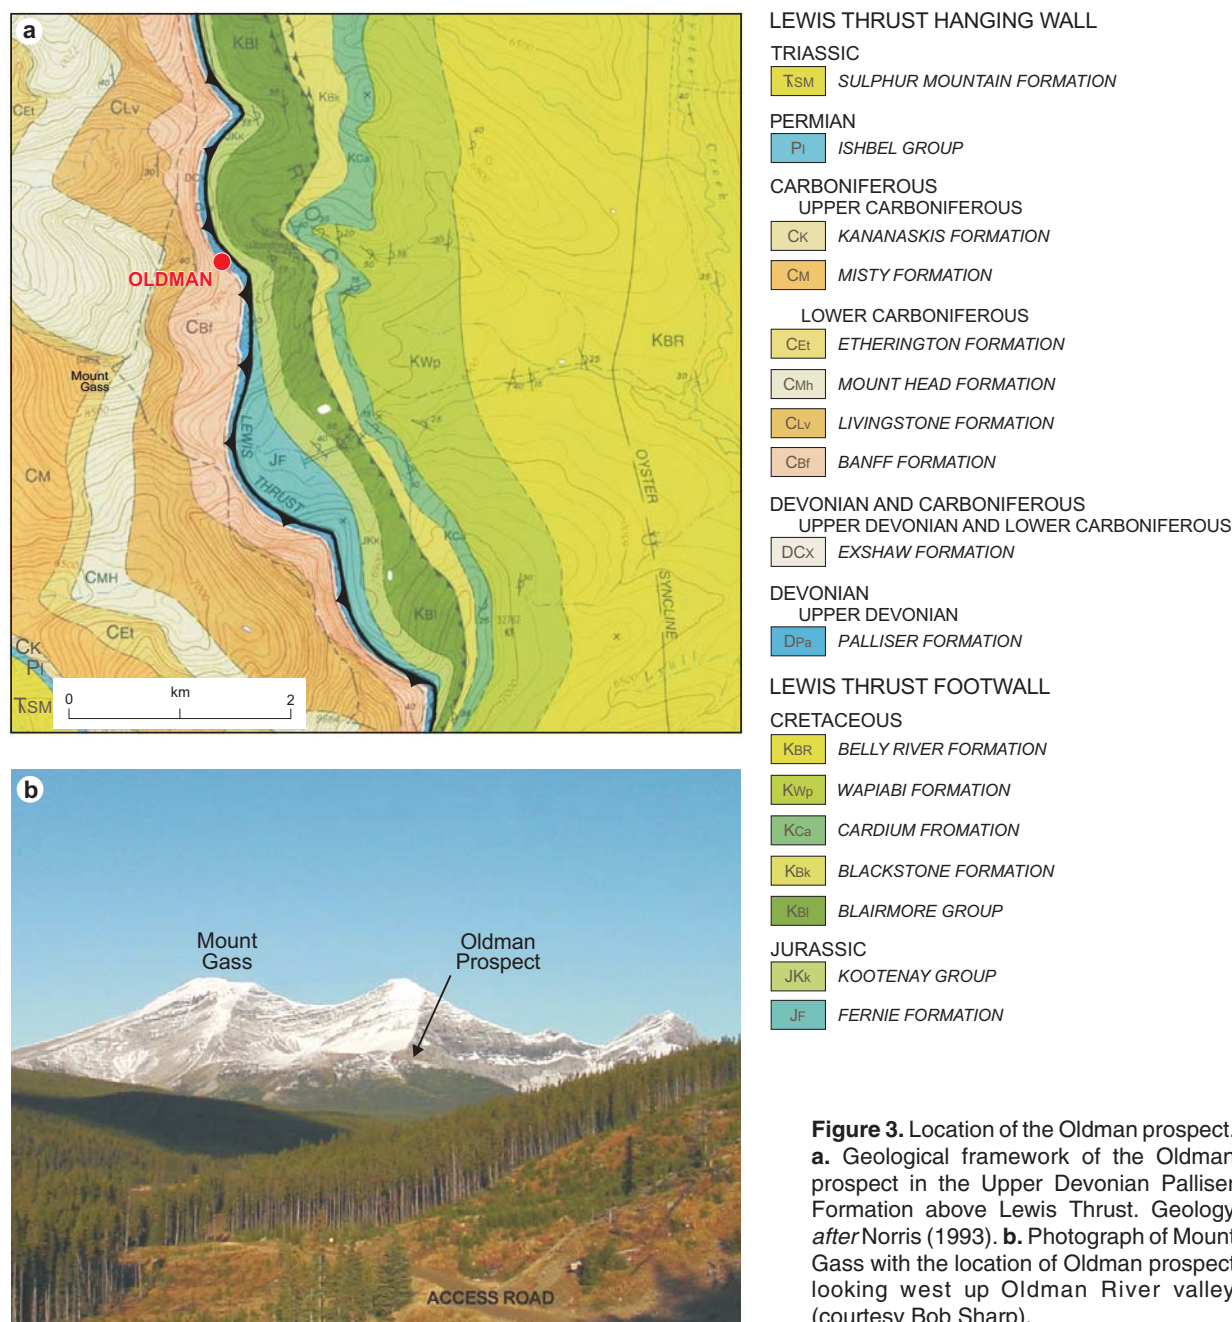 a
KBl
KBk
CEt
CLv
KCa
DC
OLDMAN
CBf
KWp
KBR
Mount
Gass
LEWIS
THRUST
JF
OYSTER
SYNCLINE
CM
JKk
KCa
CMH
KBl
CEt
CK
PI
TRSM
0 km 2
LEWIS THRUST HANGING WALL
TRIASSIC
TRSM SULPHUR MOUNTAIN FORMATION
PERMIAN
PI ISHBEL GROUP
CARBONIFEROUS
UPPER CARBONIFEROUS
CK KANANASKIS FORMATION
CM MISTY FORMATION
LOWER CARBONIFEROUS
CEt ETHERINGTON FORMATION
CMh MOUNT HEAD FORMATION
CLv LIVINGSTONE FORMATION
CBf BANFF FORMATION
DEVONIAN AND CARBONIFEROUS
UPPER DEVONIAN AND LOWER CARBONIFEROUS
DCX EXSHAW FORMATION
DEVONIAN
UPPER DEVONIAN
DPa PALLISER FORMATION
LEWIS THRUST FOOTWALL
CRETACEOUS
KBR BELLY RIVER FORMATION
KWp WAPIABI FORMATION
KCa CARDIUM FROMATION
KBk BLACKSTONE FORMATION
KBl BLAIRMORE GROUP
JURASSIC
JKk KOOTENAY GROUP
JF FERNIE FORMATION
b
Mount
Gass
Oldman
Prospect
ACCESS ROAD
Figure 3. Location of the Oldman prospect.
a. Geological framework of the Oldman
prospect in the Upper Devonian Palliser
Formation above Lewis Thrust. Geology
after Norris (1993). b. Photograph of Mount
Gass with the location of Oldman prospect
looking west up Oldman River valley
(courtesy Bob Sharp).